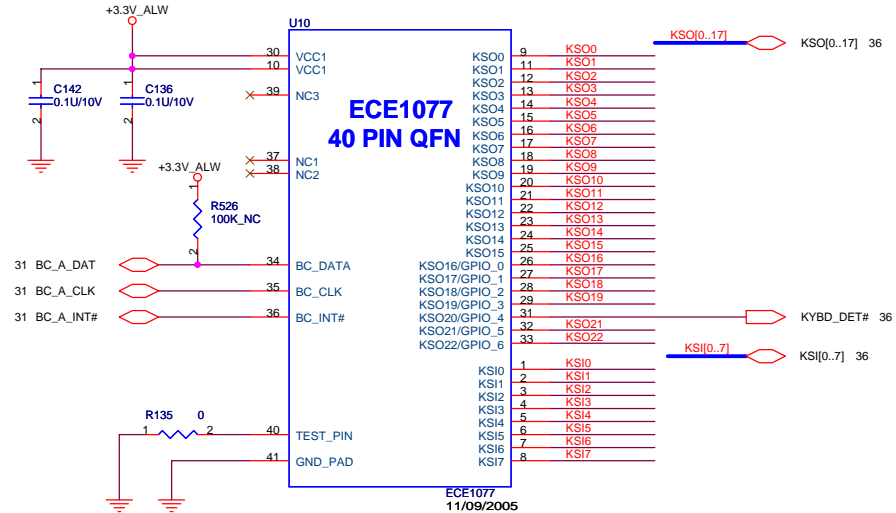 +3.3V_ALW
U10
KSO[0..17]
KSO[0..17] 36
30 VCC1
10 VCC1
39 NC3
37 NC1
38 NC2
C142
0.1U/10V
1
2
C136
0.1U/10V
1
2
ECE1077
40 PIN QFN
+3.3V_ALW
1
R526
100K_NC
2
31 BC_A_DAT
34 BC_DATA
31 BC_A_CLK
35 BC_CLK
31 BC_A_INT#
36 BC_INT#
R135 0
1 2
40 TEST_PIN
41 GND_PAD
KSO0 9 KSO0
KSO1 11 KSO1
KSO2 12 KSO2
KSO3 13 KSO3
KSO4 14 KSO4
KSO5 15 KSO5
KSO6 16 KSO6
KSO7 17 KSO7
KSO8 18 KSO8
KSO9 19 KSO9
KSO10 20 KSO10
KSO11 21 KSO11
KSO12 22 KSO12
KSO13 23 KSO13
KSO14 24 KSO14
KSO15 25 KSO15
KSO16/GPIO_0 26 KSO16
KSO17/GPIO_1 27 KSO17
KSO18/GPIO_2 28 KSO18
KSO19/GPIO_3 29 KSO19
KSO20/GPIO_4 31
KYBD_DET# 36
KSO21/GPIO_5 32 KSO21
KSO22/GPIO_6 33 KSO22
KSI[0..7]
KSI[0..7] 36
KSI0 1 KSI0
KSI1 2 KSI1
KSI2 3 KSI2
KSI3 4 KSI3
KSI4 5 KSI4
KSI5 6 KSI5
KSI6 7 KSI6
KSI7 8 KSI7
ECE1077
11/09/2005